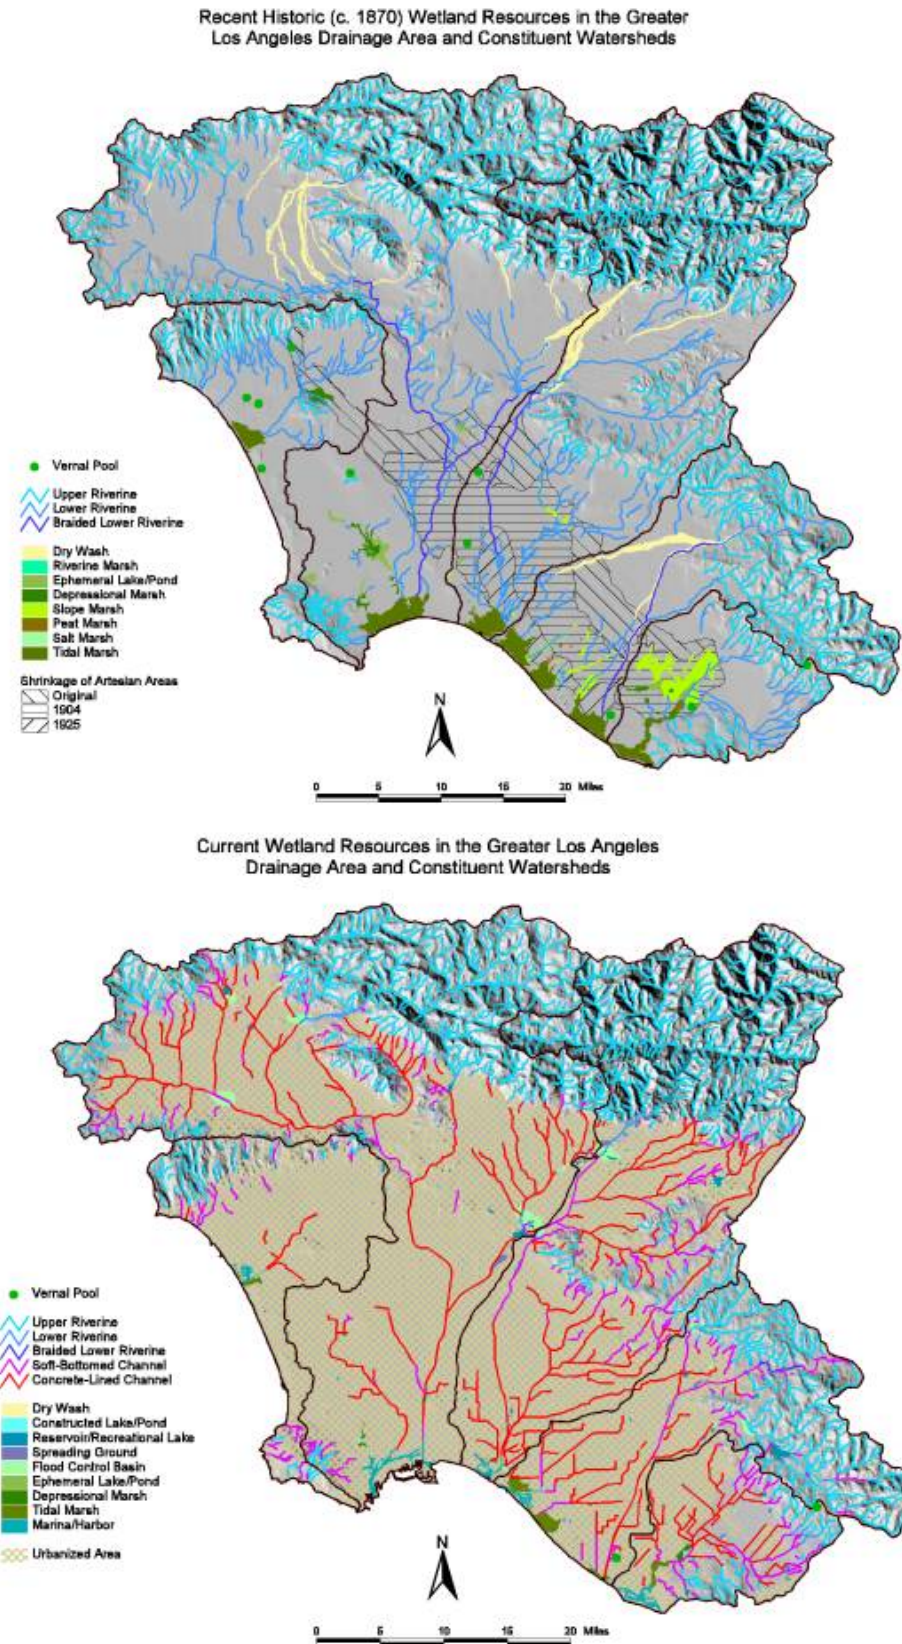 Recent Historic (c. 1870) Wetland Resources in the Greater
Los Angeles Drainage Area and Constituent Watersheds
Vernal Pool
Upper Riverine
Lower Riverine
Braided Lower Riverine
Dry Wash
Riverine Marsh
Ephemeral Lake/Pond
Depressional Marsh
Slope Marsh
Peat Marsh
Salt Marsh
Tidal Marsh
Shrinkage of Artesian Areas
Original
1904
1925
N
0 5 10 15 20 Miles
Current Wetland Resources in the Greater Los Angeles
Drainage Area and Constituent Watersheds
Vernal Pool
Upper Riverine
Lower Riverine
Braided Lower Riverine
Soft-Bottomed Channel
Concrete-Lined Channel
Dry Wash
Constructed Lake/Pond
Reservoir/Recreational Lake
Spreading Ground
Flood Control Basin
Ephemeral Lake/Pond
Depressional Marsh
Tidal Marsh
Marina/Harbor
Urbanized Area
N
0 5 10 15 20 Miles